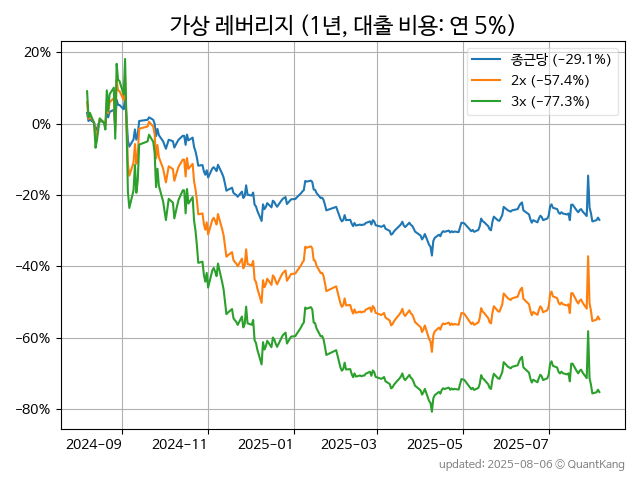 가상 레버리지 (1년, 대출 비용: 연 5%)
20%
0%
−20%
−40%
−60%
−80%
종근당 (−29.1%)
2x (−57.4%)
3x (−77.3%)
2024-09
2024-11
2025-01
2025-03
2025-05
2025-07
updated: 2025-08-06 © QuantKang